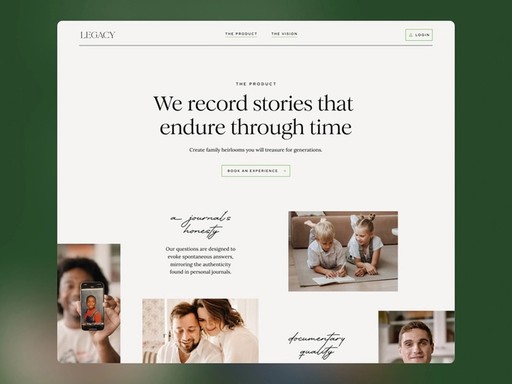 LEGACY
THE PRODUCT
THE VISION
LOGIN
THE PRODUCT
We record stories that
endure through time
Create family heirlooms you will treasure for generations.
BOOK AN EXPERIENCE
a journal's
honesty
Our questions are designed to
evoke spontaneous answers,
mirroring the authenticity
found in personal journals.
documentary
quality